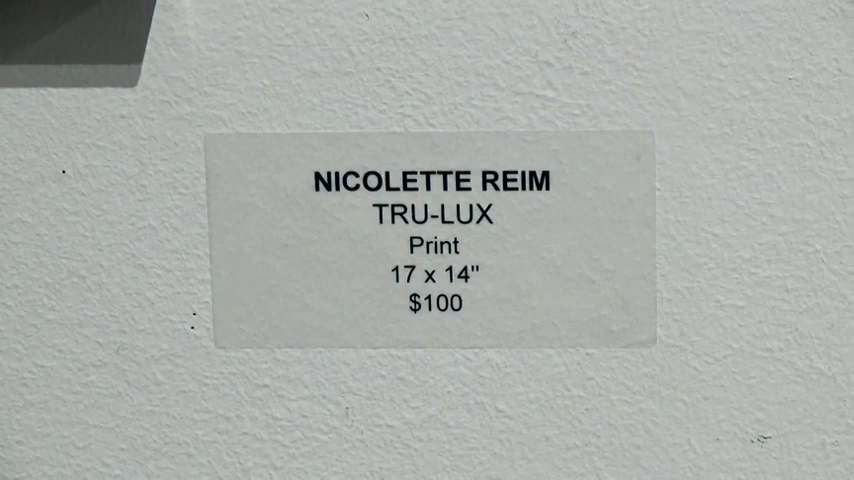 NICOLETTE REIM
TRU-LUX
Print
17 x 14"
$100